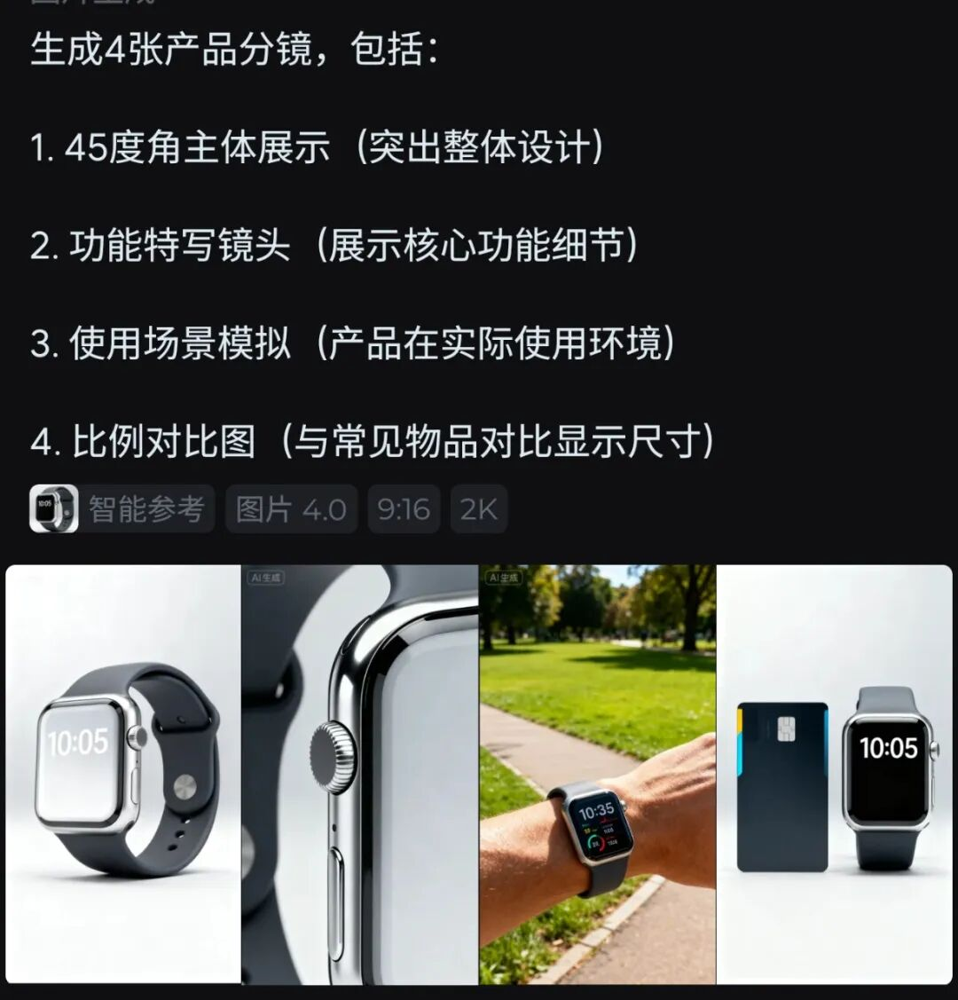 生成4张产品分镜，包括：
1. 45度角主体展示（突出整体设计）
2. 功能特写镜头（展示核心功能细节）
3. 使用场景模拟（产品在实际使用环境）
4. 比例对比图（与常见物品对比显示尺寸）
10:05 智能参考 图片 4.0 9:16 2K
AI生成 AI生成
10:05 10:35 10:05